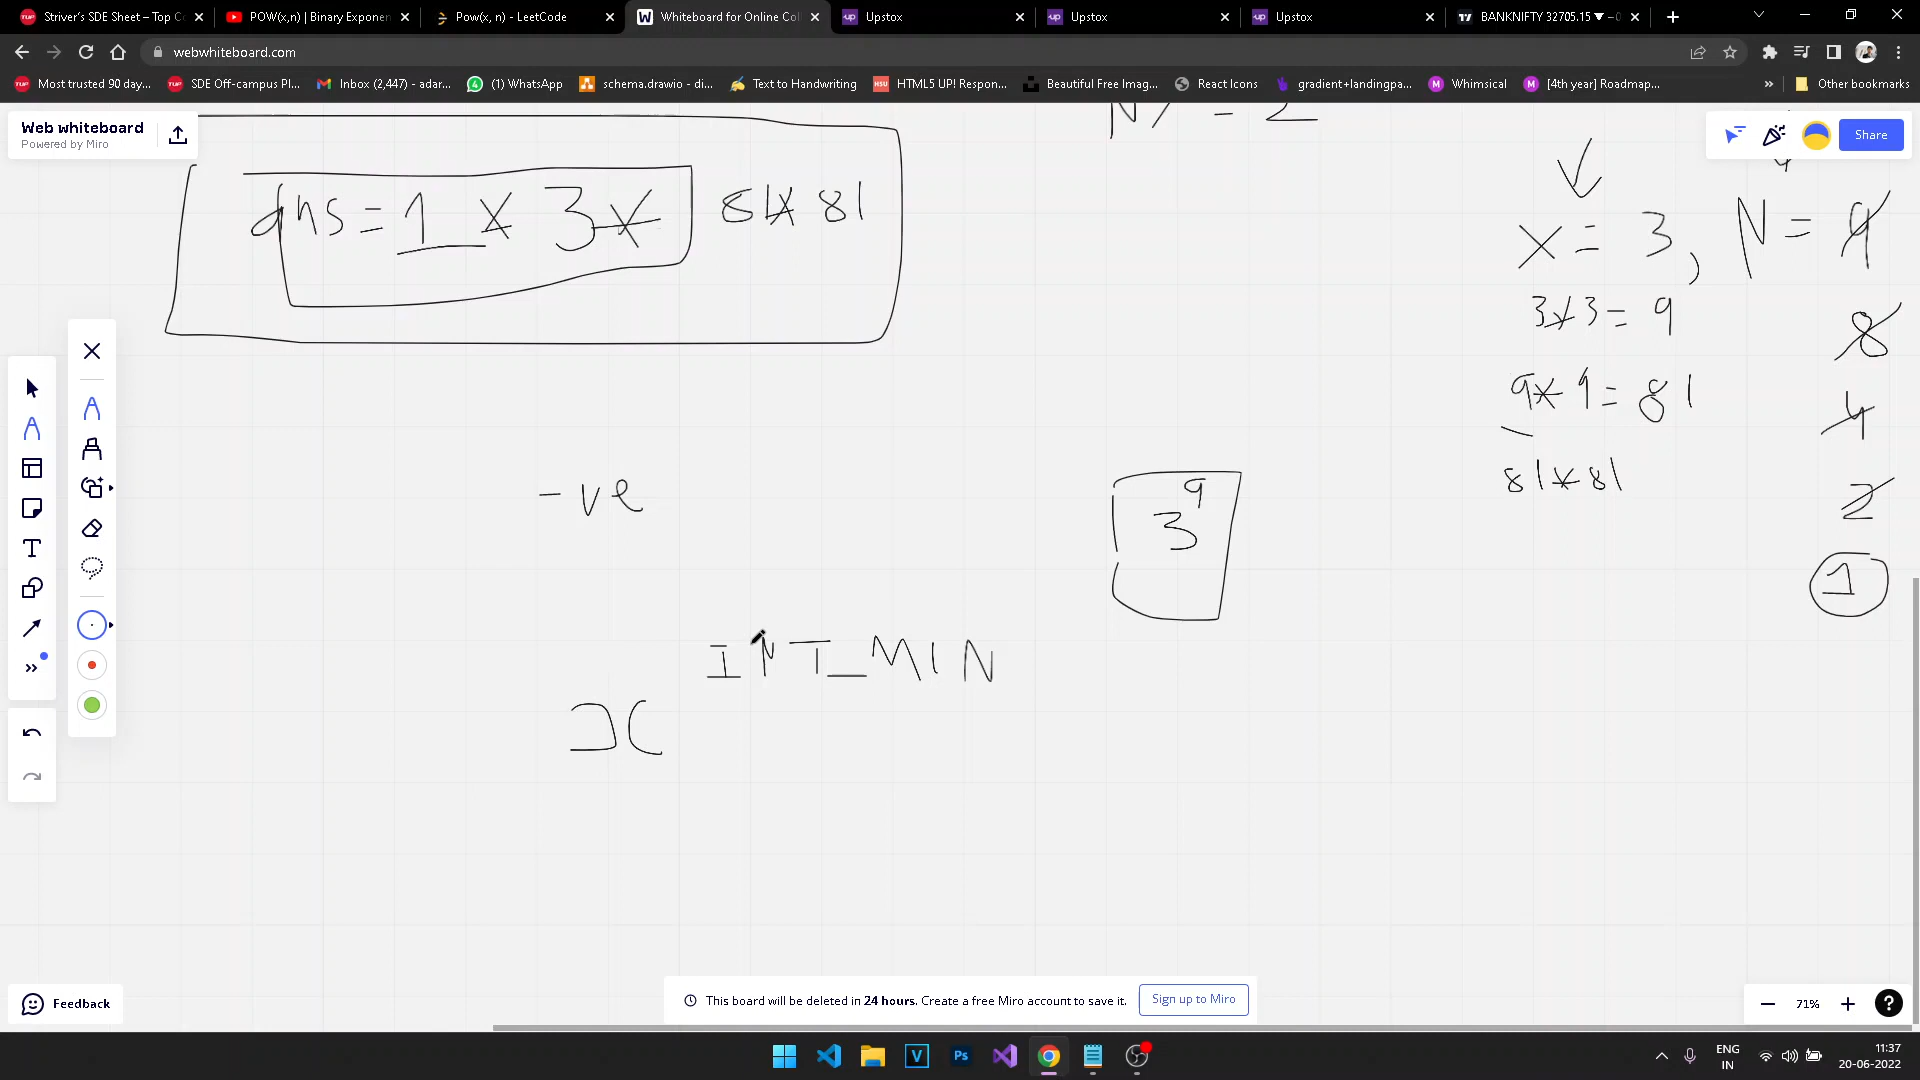 Striver's SDE Sheet – Top C
POW(x,n) | Binary Exponen
Pow(x, n) - LeetCode
Whiteboard for Online Coll
Upstox
Upstox
Upstox
BANKNIFTY 32705.15 ▼
webwhiteboard.com
Most trusted 90 day...
SDE Off-campus Pl...
Inbox (2,447) - adar...
(1) WhatsApp
schema.drawio - di...
Text to Handwriting
HTML5 UP! Respon...
Beautiful Free Imag...
React Icons
gradient+landingpa...
Whimsical
[4th year] Roadmap...
Other bookmarks
Web whiteboard
Powered by Miro
Share
N / = 2
ans = 1 x 3 * 81 * 81
x = 3, N = 9
3*3 = 9
8
9*9 = 81
4
81*81
2
1
-ve
3^9
INT_MIN
x
Feedback
This board will be deleted in 24 hours. Create a free Miro account to save it.
Sign up to Miro
71%
ENG
IN
11:37
20-06-2022